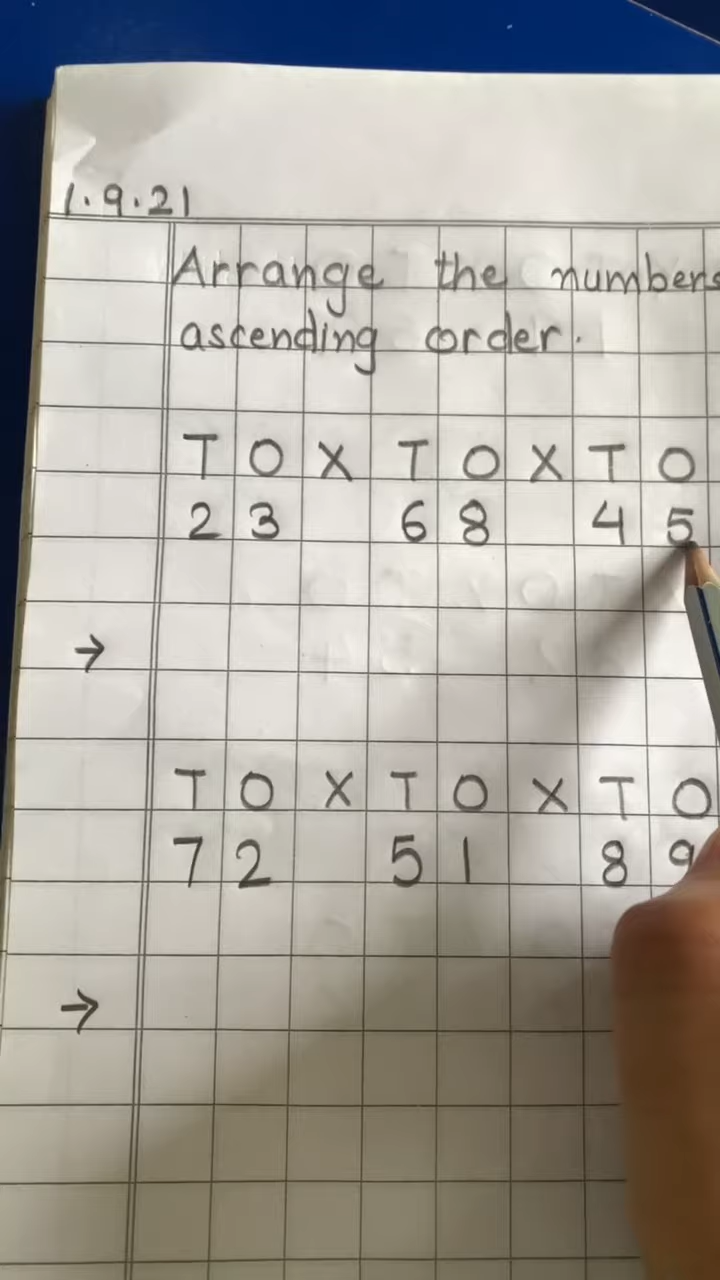 1.9.21
Arrange the numbers
ascending order.
T O X T O X T O
2 3 6 8 4 5
→
T O X T O X T O
7 2 5 1 8 9
→